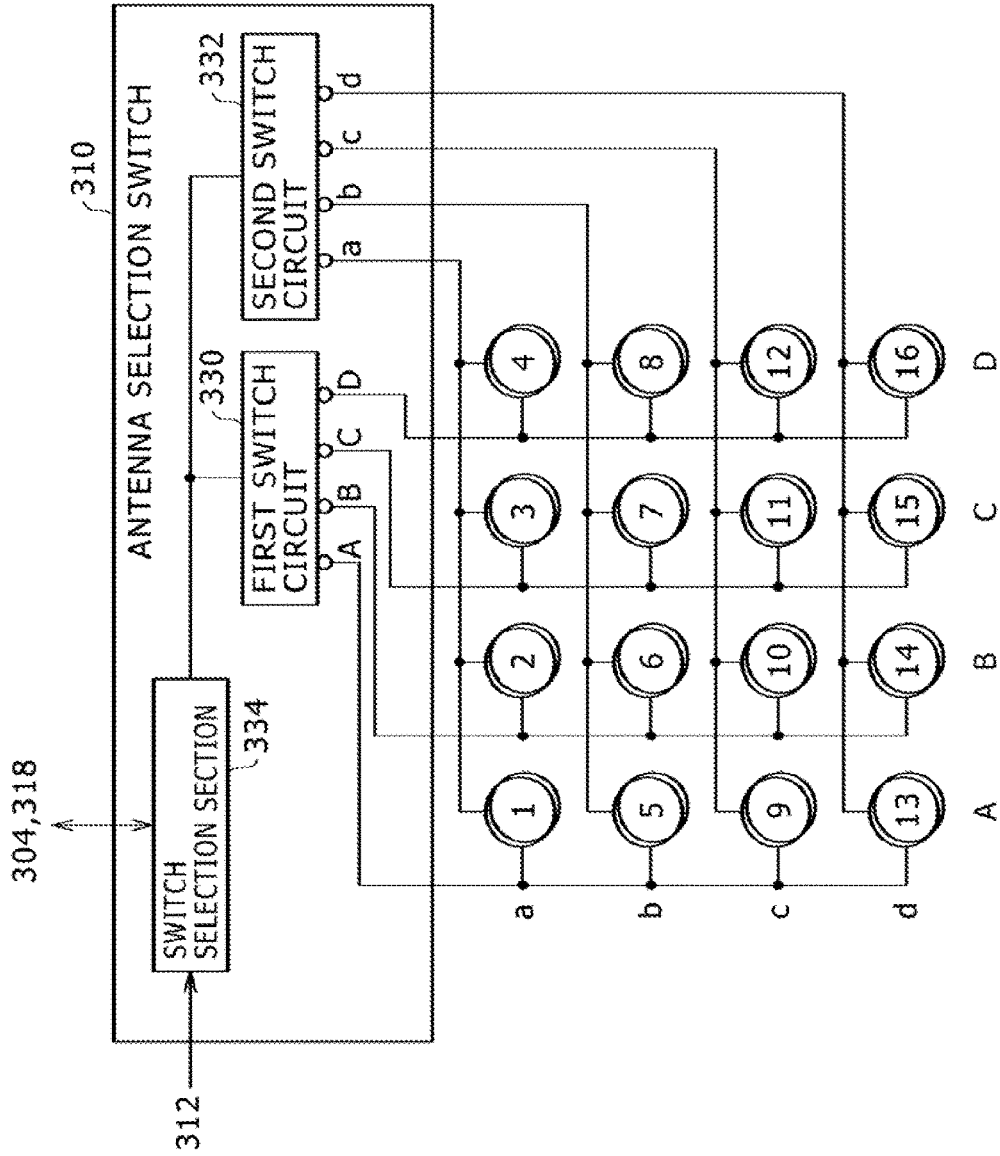 304,318
312
310
ANTENNA SELECTION SWITCH
SWITCH
SELECTION SECTION
334
330
FIRST SWITCH
CIRCUIT
A B C D
332
SECOND SWITCH
CIRCUIT
a b c d
a 1 2 3 4
b 5 6 7 8
c 9 10 11 12
d 13 14 15 16
A B C D